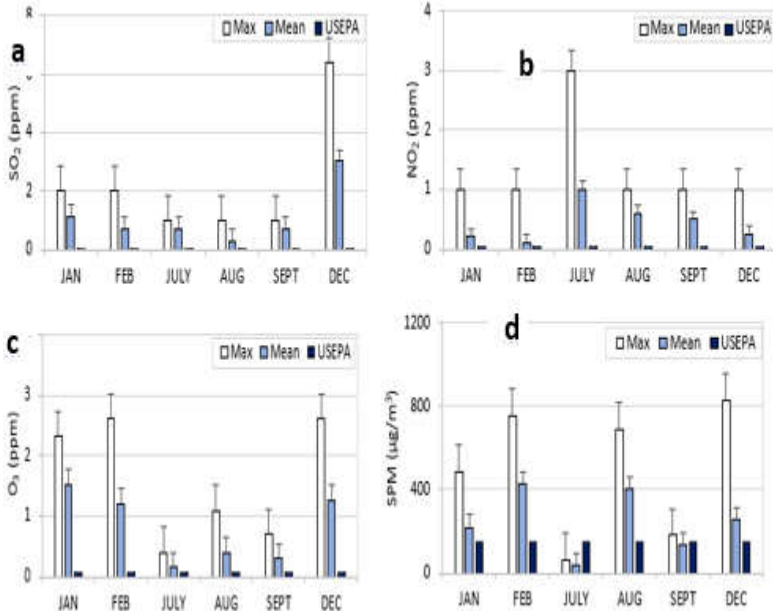 a
SO₂ (ppm)
8
4
2
0
Max Mean USEPA
JAN FEB JULY AUG SEPT DEC
b
NO₂ (ppm)
4
3
2
1
0
Max Mean USEPA
JAN FEB JULY AUG SEPT DEC
c
O₃ (ppm)
3
2
1
0
Max Mean USEPA
JAN FEB JULY AUG SEPT DEC
d
SPM (µg/m³)
1200
800
400
0
Max Mean USEPA
JAN FEB JULY AUG SEPT DEC